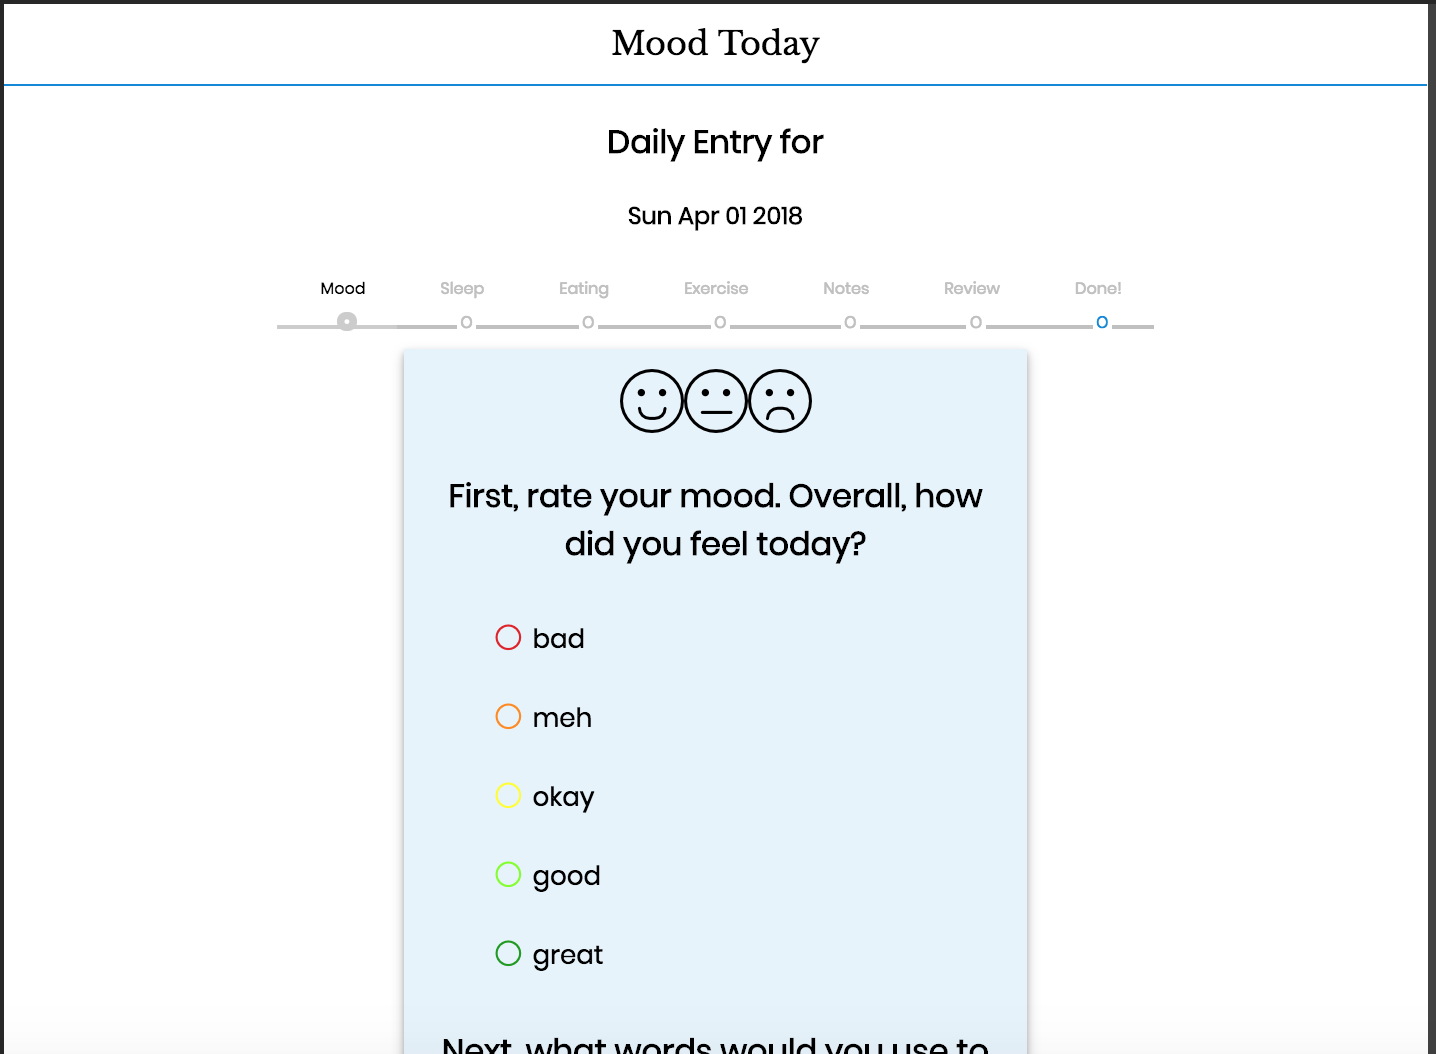 Mood Today
Daily Entry for
Sun Apr 01 2018
Mood Sleep Eating Exercise Notes Review Done!
First, rate your mood. Overall, how
did you feel today?
bad
meh
okay
good
great
Next, what words would you use to